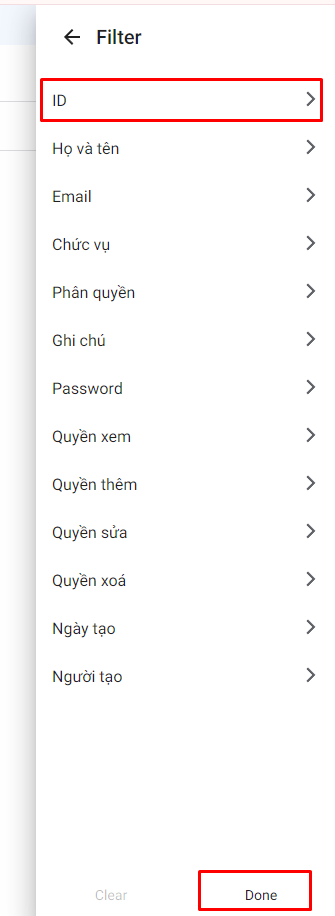 Filter
ID
Họ và tên
Email
Chức vụ
Phân quyền
Ghi chú
Password
Quyền xem
Quyền thêm
Quyền sửa
Quyền xoá
Ngày tạo
Người tạo
Clear
Done